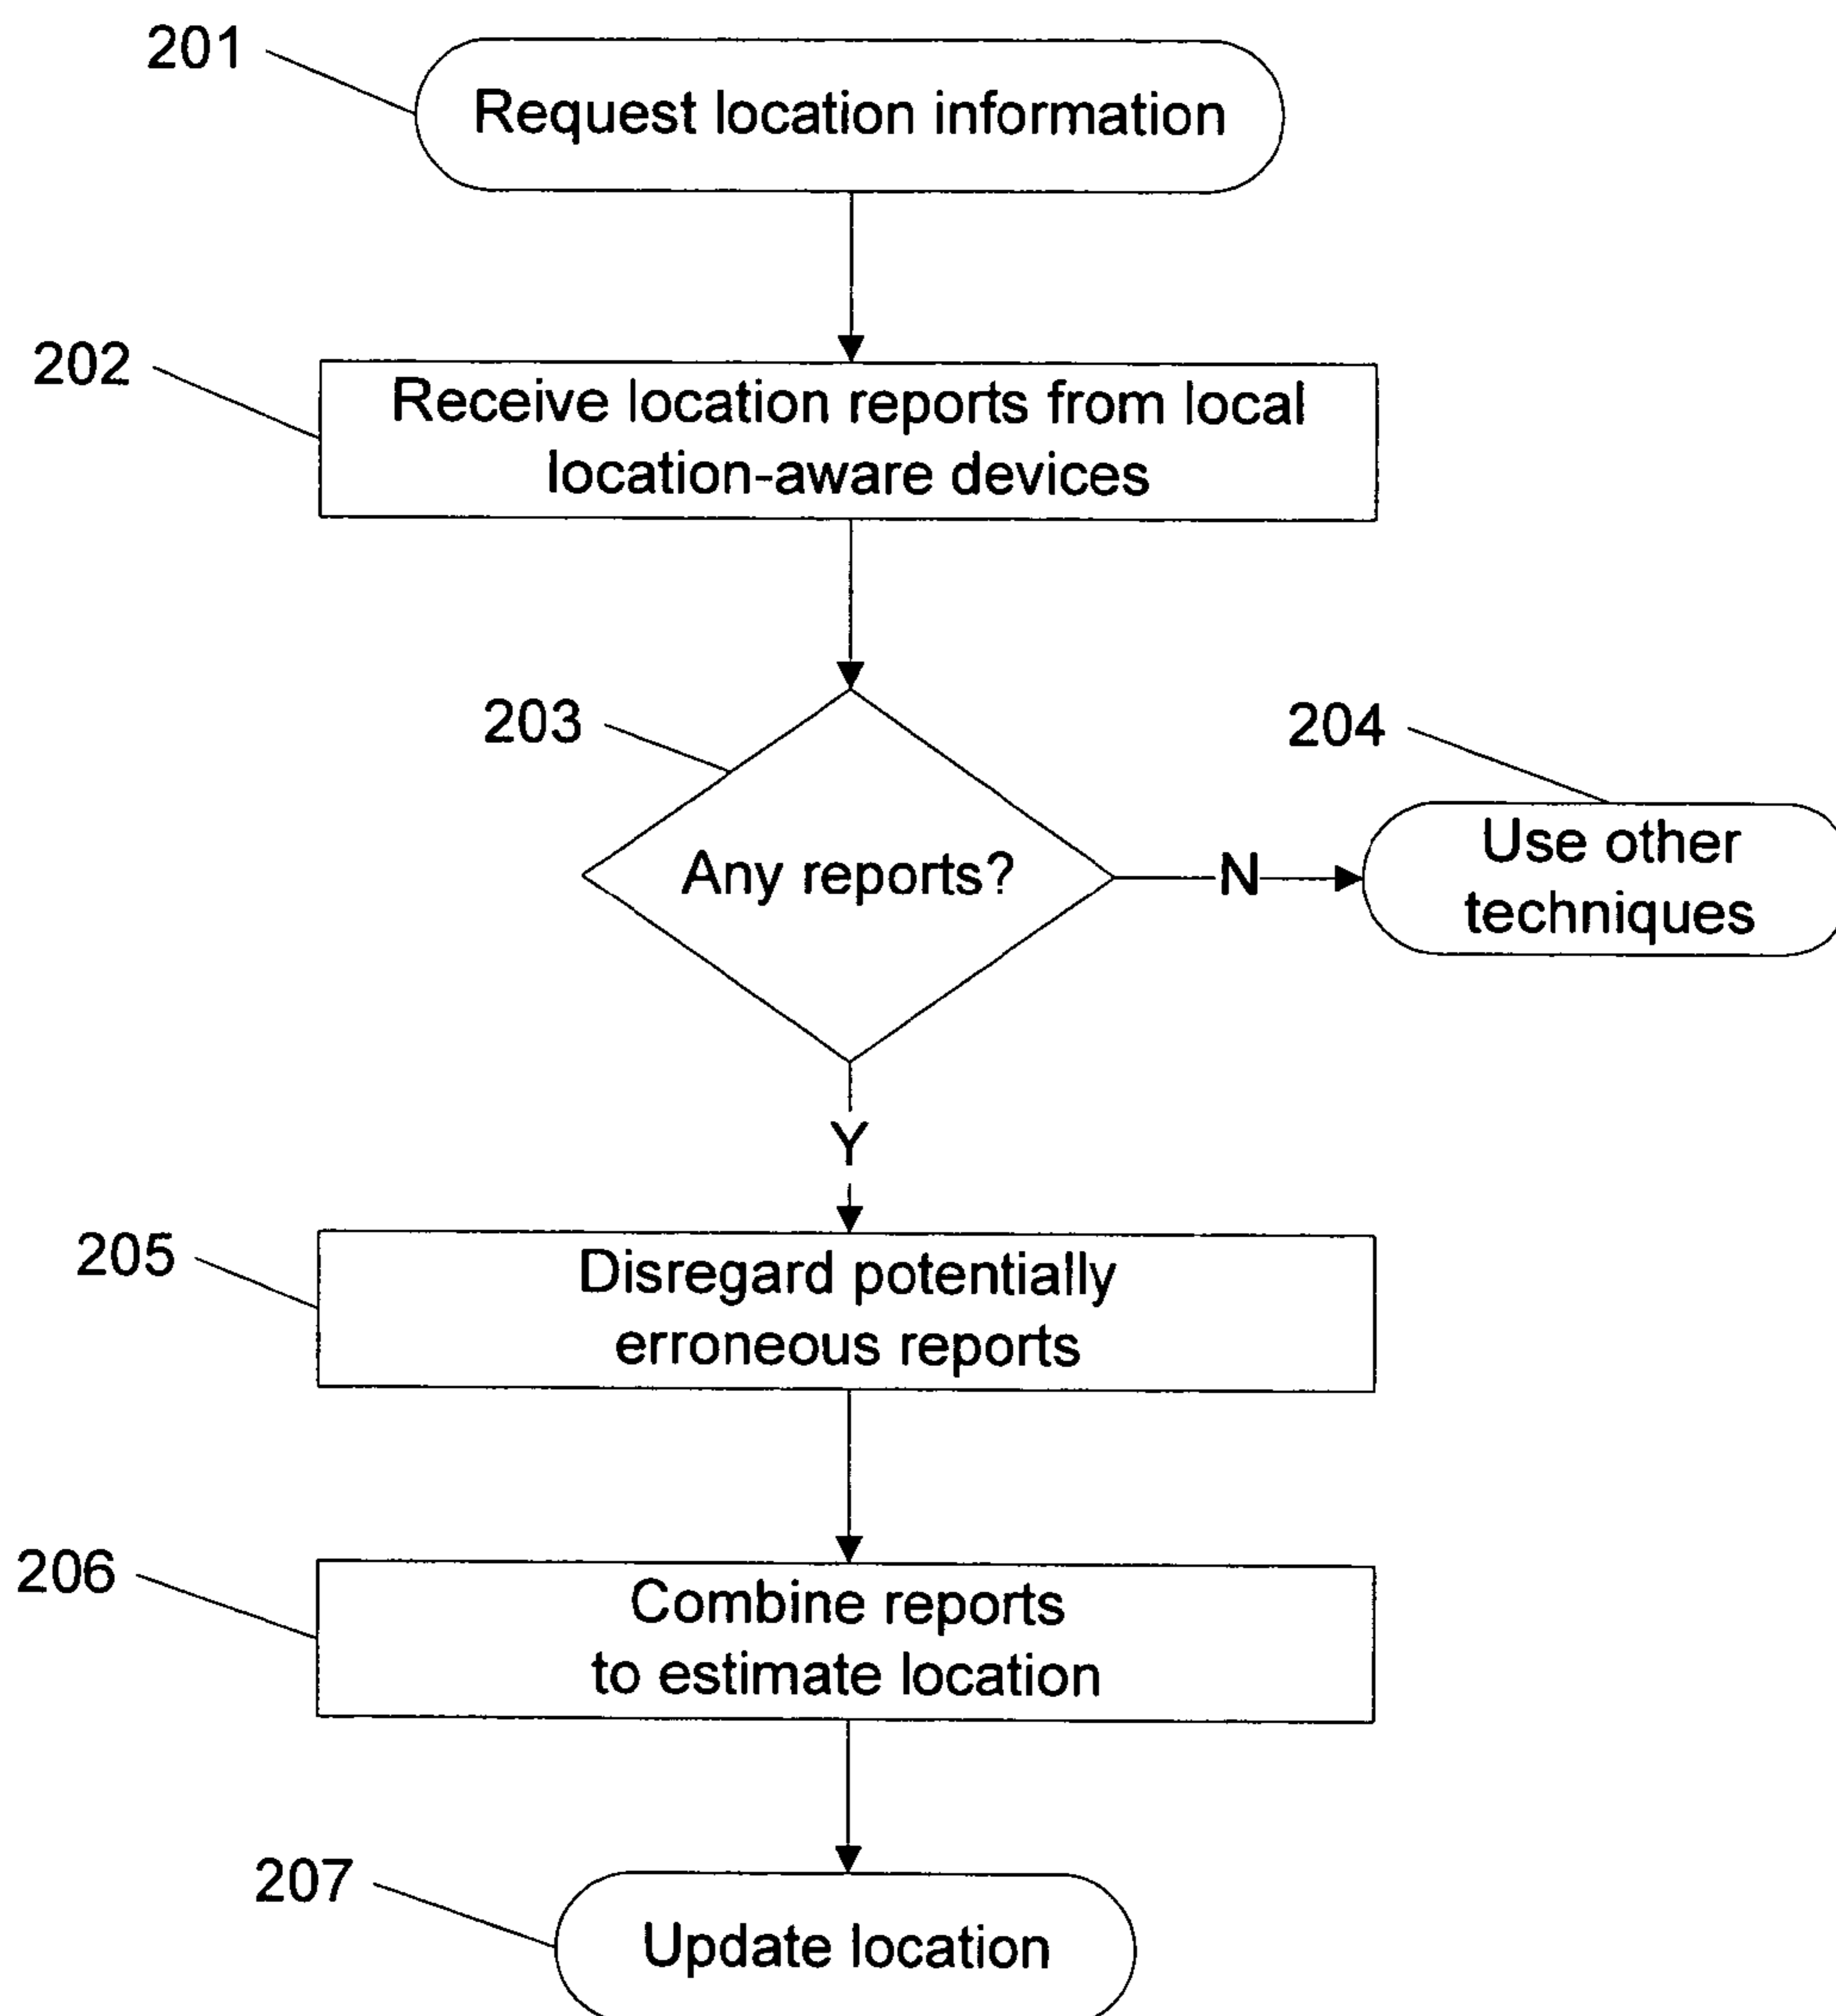 201
Request location information
202
Receive location reports from local
location-aware devices
203
204
Any reports?
N
Use other
techniques
Y
205
Disregard potentially
erroneous reports
206
Combine reports
to estimate location
207
Update location